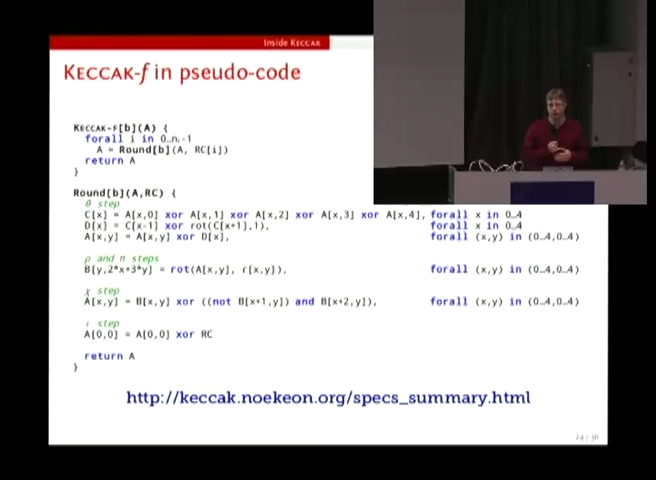 Inside KECCAK
KECCAK-f in pseudo-code
KECCAK-F[b](A) {
forall i in 0…nᵣ-1
A = Round[b](A, RC[i])
return A
}
Round[b](A,RC) {
θ step
C[x] = A[x,0] xor A[x,1] xor A[x,2] xor A[x,3] xor A[x,4], forall x in 0…4
D[x] = C[x-1] xor rot(C[x+1],1), forall x in 0…4
A[x,y] = A[x,y] xor D[x], forall (x,y) in (0…4,0…4)
ρ and π steps
B[y,2*x+3*y] = rot(A[x,y], r[x,y]), forall (x,y) in (0…4,0…4)
χ step
A[x,y] = B[x,y] xor ((not B[x+1,y]) and B[x+2,y]), forall (x,y) in (0…4,0…4)
ι step
A[0,0] = A[0,0] xor RC
return A
}
http://keccak.noekeon.org/specs_summary.html
24 / 36